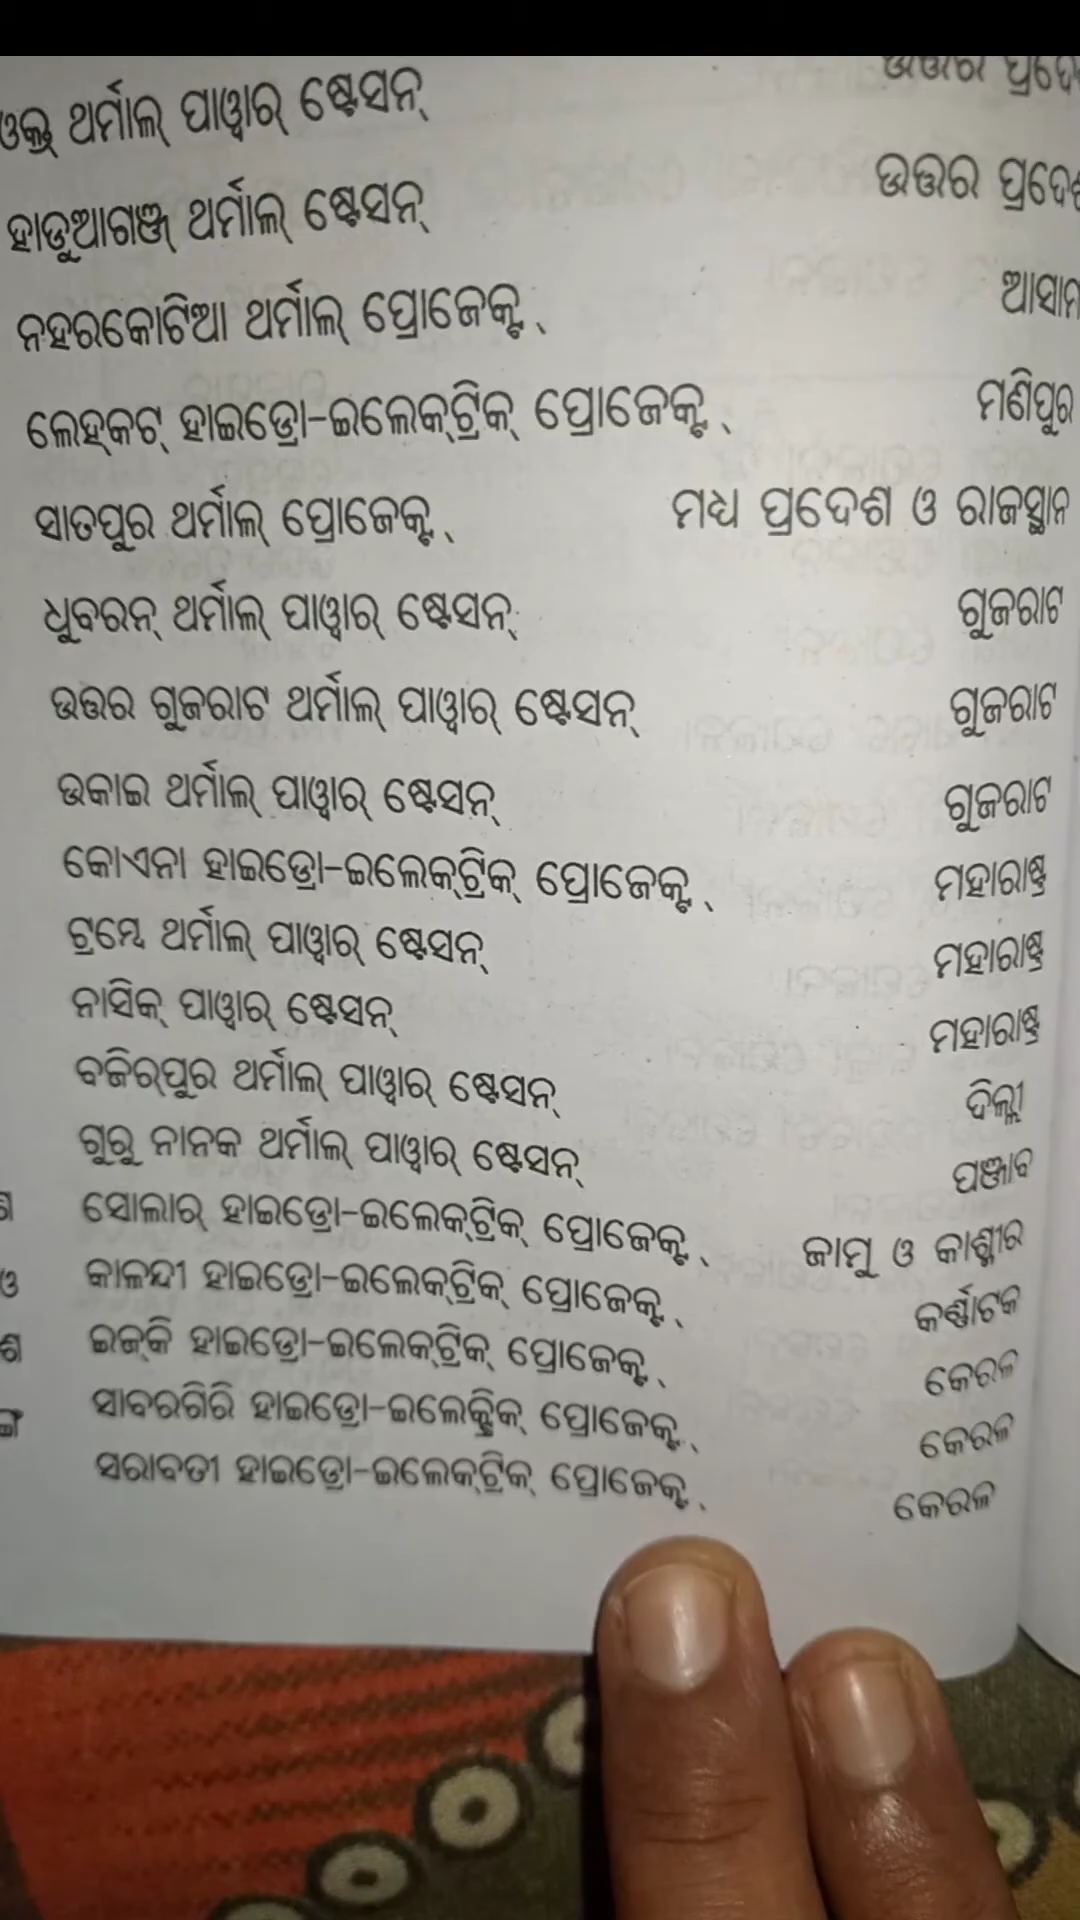 ଥର୍ମାଲ୍ ପାଓ୍ଵାର୍ ଷ୍ଟେସନ୍ ଉତ୍ତର
ହାଡୁଆଗଞ୍ଜ୍ ଥର୍ମାଲ୍ ଷ୍ଟେସନ୍ ଉତ୍ତର ପ୍ରଦେଶ
ନହରକୋଟିଆ ଥର୍ମାଲ୍ ପ୍ରୋଜେକ୍ଟ୍ ଆସାମ
ଲେହ୍‌କଟ୍ ହାଇଡ୍ରୋ-ଇଲେକ୍‌ଟ୍ରିକ୍ ପ୍ରୋଜେକ୍ଟ୍ ମଣିପୁର
ସାତପୁର ଥର୍ମାଲ୍ ପ୍ରୋଜେକ୍ଟ୍ ମଧ୍ୟ ପ୍ରଦେଶ ଓ ରାଜସ୍ଥାନ
ଧୁବରନ୍ ଥର୍ମାଲ୍ ପାଓ୍ଵାର୍ ଷ୍ଟେସନ୍ ଗୁଜରାଟ
ଉତ୍ତର ଗୁଜରାଟ ଥର୍ମାଲ୍ ପାଓ୍ଵାର୍ ଷ୍ଟେସନ୍ ଗୁଜରାଟ
ଉକାଇ ଥର୍ମାଲ୍ ପାଓ୍ଵାର୍ ଷ୍ଟେସନ୍ ଗୁଜରାଟ
କୋଏନା ହାଇଡ୍ରୋ-ଇଲେକ୍‌ଟ୍ରିକ୍ ପ୍ରୋଜେକ୍ଟ୍ ମହାରାଷ୍ଟ୍ର
ଟ୍ରମ୍ବେ ଥର୍ମାଲ୍ ପାଓ୍ଵାର୍ ଷ୍ଟେସନ୍ ମହାରାଷ୍ଟ୍ର
ନାସିକ୍ ପାଓ୍ଵାର୍ ଷ୍ଟେସନ୍ ମହାରାଷ୍ଟ୍ର
ବଜିର୍‌ପୁର ଥର୍ମାଲ୍ ପାଓ୍ଵାର୍ ଷ୍ଟେସନ୍ ଦିଲ୍ଲୀ
ଗୁରୁ ନାନକ ଥର୍ମାଲ୍ ପାଓ୍ଵାର୍ ଷ୍ଟେସନ୍ ପଞ୍ଜାବ
ସୋଲାର୍ ହାଇଡ୍ରୋ-ଇଲେକ୍‌ଟ୍ରିକ୍ ପ୍ରୋଜେକ୍ଟ୍ ଜାମୁ ଓ କାଶ୍ମୀର
କାଳନ୍ଦୀ ହାଇଡ୍ରୋ-ଇଲେକ୍‌ଟ୍ରିକ୍ ପ୍ରୋଜେକ୍ଟ୍ କର୍ଣ୍ଣାଟକ
ଇଜ୍‌କି ହାଇଡ୍ରୋ-ଇଲେକ୍‌ଟ୍ରିକ୍ ପ୍ରୋଜେକ୍ଟ୍ କେରଳ
ସାବରଗିରି ହାଇଡ୍ରୋ-ଇଲେକ୍ଟ୍ରିକ୍ ପ୍ରୋଜେକ୍ଟ୍ କେରଳ
ସରାବତୀ ହାଇଡ୍ରୋ-ଇଲେକ୍‌ଟ୍ରିକ୍ ପ୍ରୋଜେକ୍ଟ୍ କେରଳ